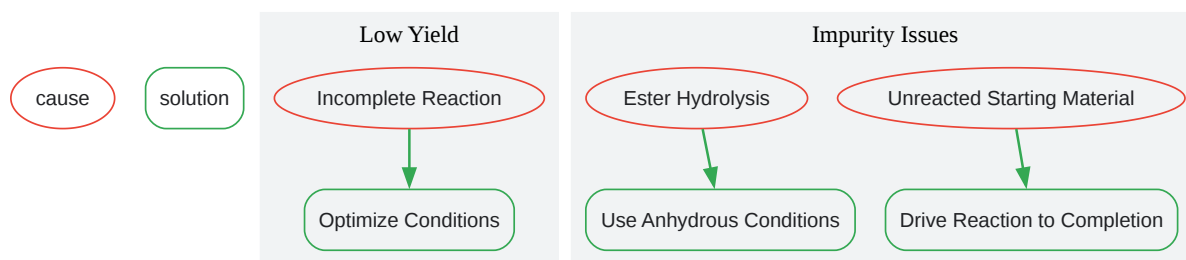 Low Yield
Impurity Issues
cause
solution
Incomplete Reaction
Ester Hydrolysis
Unreacted Starting Material
Optimize Conditions
Use Anhydrous Conditions
Drive Reaction to Completion